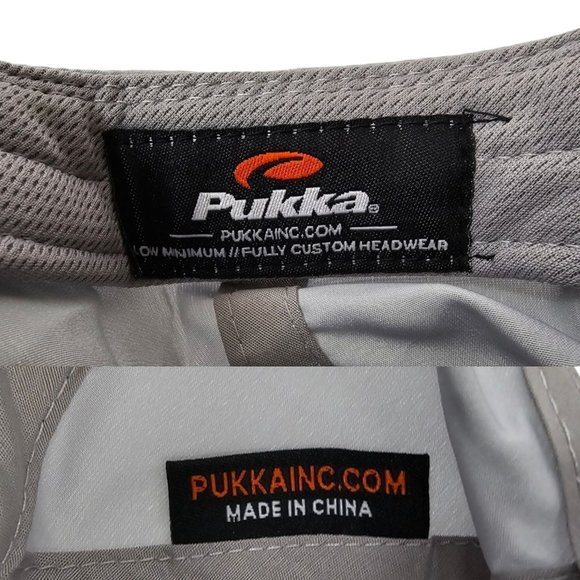 Pukka®
PUKKAINC.COM
LOW MINIMUM // FULLY CUSTOM HEADWEAR
PUKKAINC.COM
MADE IN CHINA